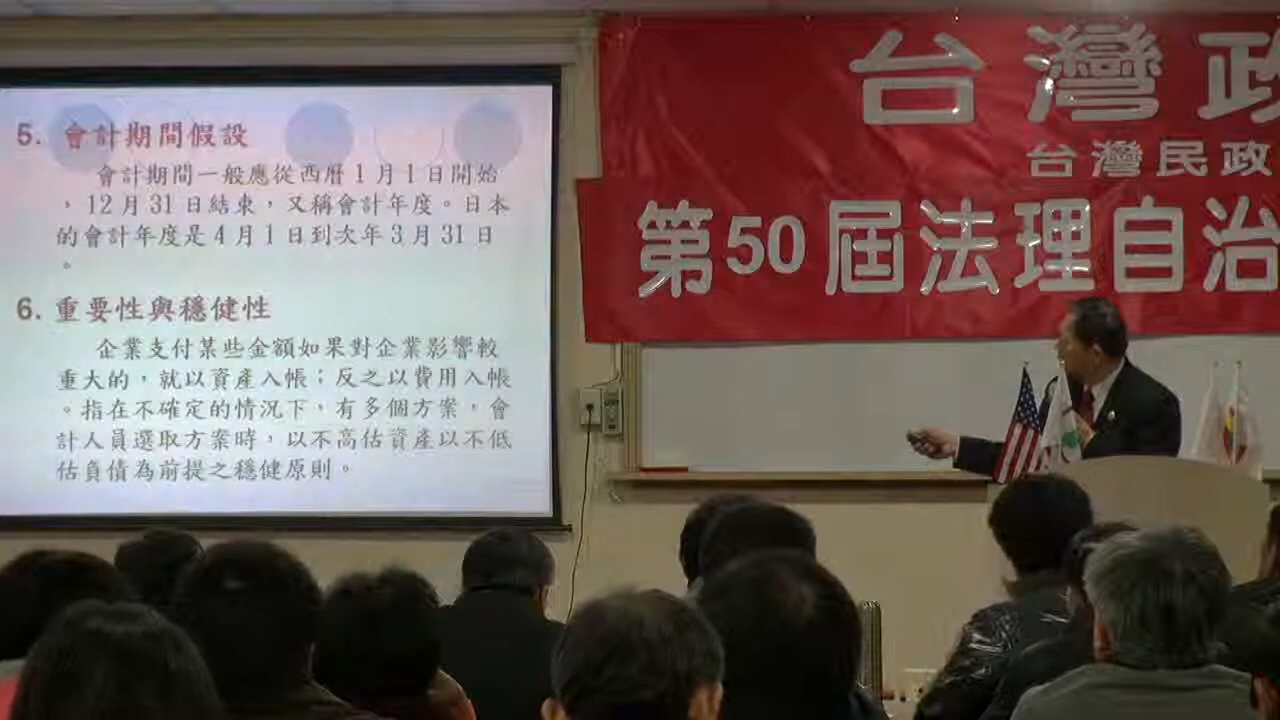 5. 會計期間假設
會計期間一般應從西曆1月1日開始
，12月31日結束，又稱會計年度。日本
的會計年度是4月1日到次年3月31日
。
6. 重要性與穩健性
企業支付某些金額如果對企業影響較
重大的，就以資產入帳；反之以費用入帳
。指在不確定的情況下，有多個方案，會
計人員選取方案時，以不高估資產以不低
估負債為前提之穩健原則。
台灣政
台灣民政
第50屆法理自治